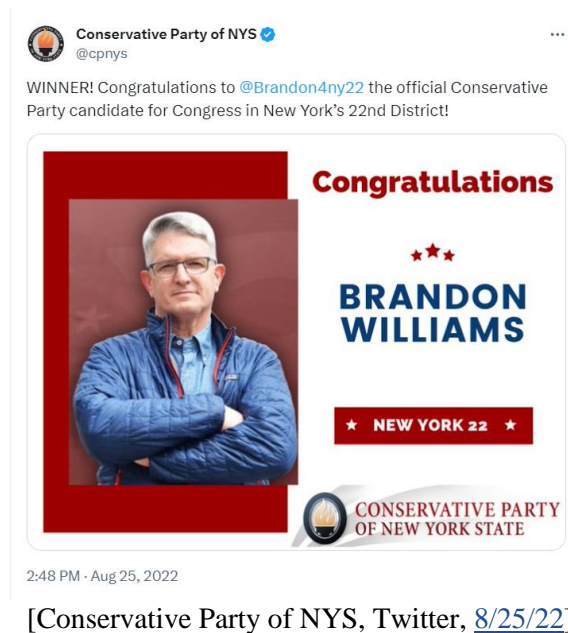 Conservative Party of NYS
@cpnys
WINNER! Congratulations to @Brandon4ny22 the official Conservative
Party candidate for Congress in New York's 22nd District!
Congratulations
BRANDON
WILLIAMS
NEW YORK 22
CONSERVATIVE PARTY
OF NEW YORK STATE
2:48 PM · Aug 25, 2022
[Conservative Party of NYS, Twitter, 8/25/22]